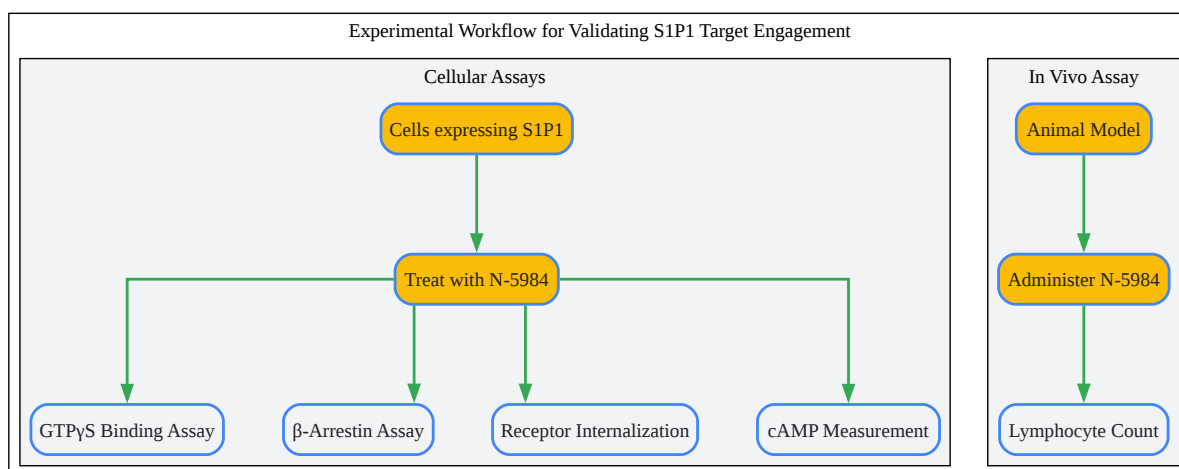 Experimental Workflow for Validating S1P1 Target Engagement
Cellular Assays
Cells expressing S1P1
Treat with N-5984
GTPγS Binding Assay
β-Arrestin Assay
Receptor Internalization
cAMP Measurement
In Vivo Assay
Animal Model
Administer N-5984
Lymphocyte Count